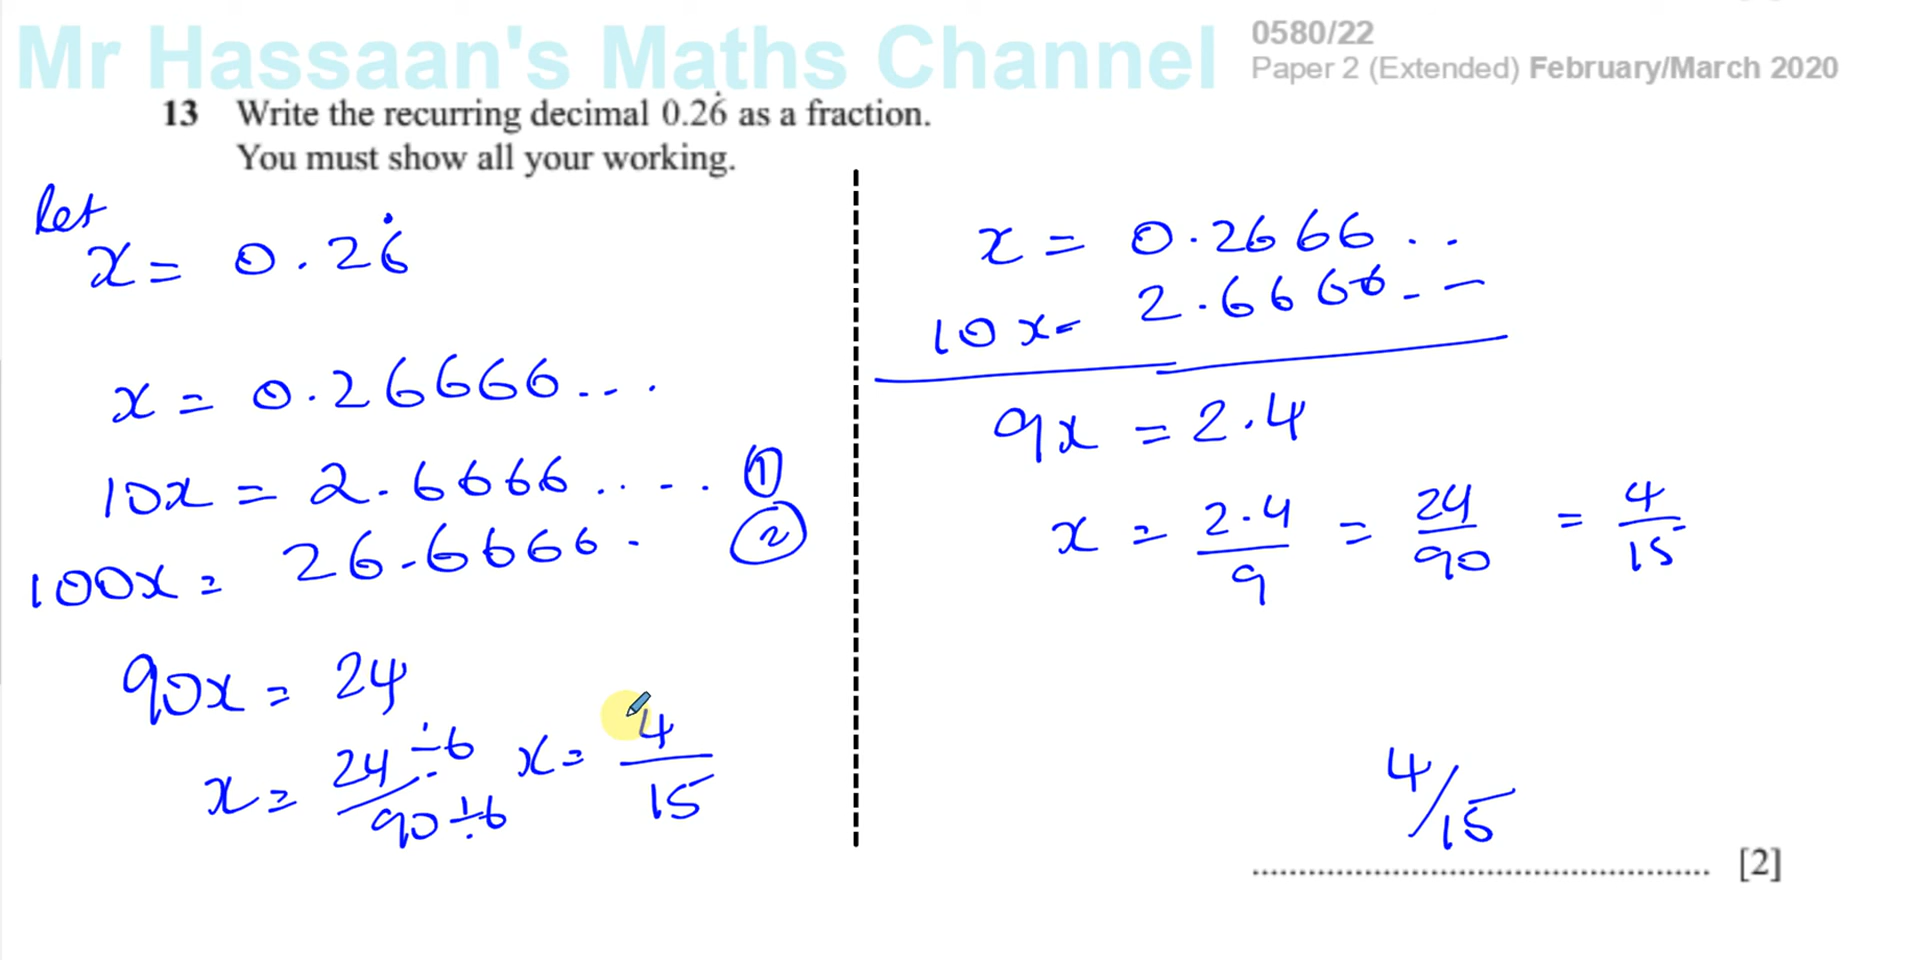 Mr Hassaan's Maths Channel
0580/22
Paper 2 (Extended) February/March 2020
13 Write the recurring decimal 0.26̇ as a fraction.
You must show all your working.
let
x = 0.26̇
x = 0.26666...
10x = 2.6666..... ①
100x = 26.6666. ②
90x = 24
x = 24 ÷6 / 90 ÷6 x = 4/15
x = 0.2666..
10x = 2.6666...
9x = 2.4
x = 2.4/9 = 24/90 = 4/15
4/15
[2]